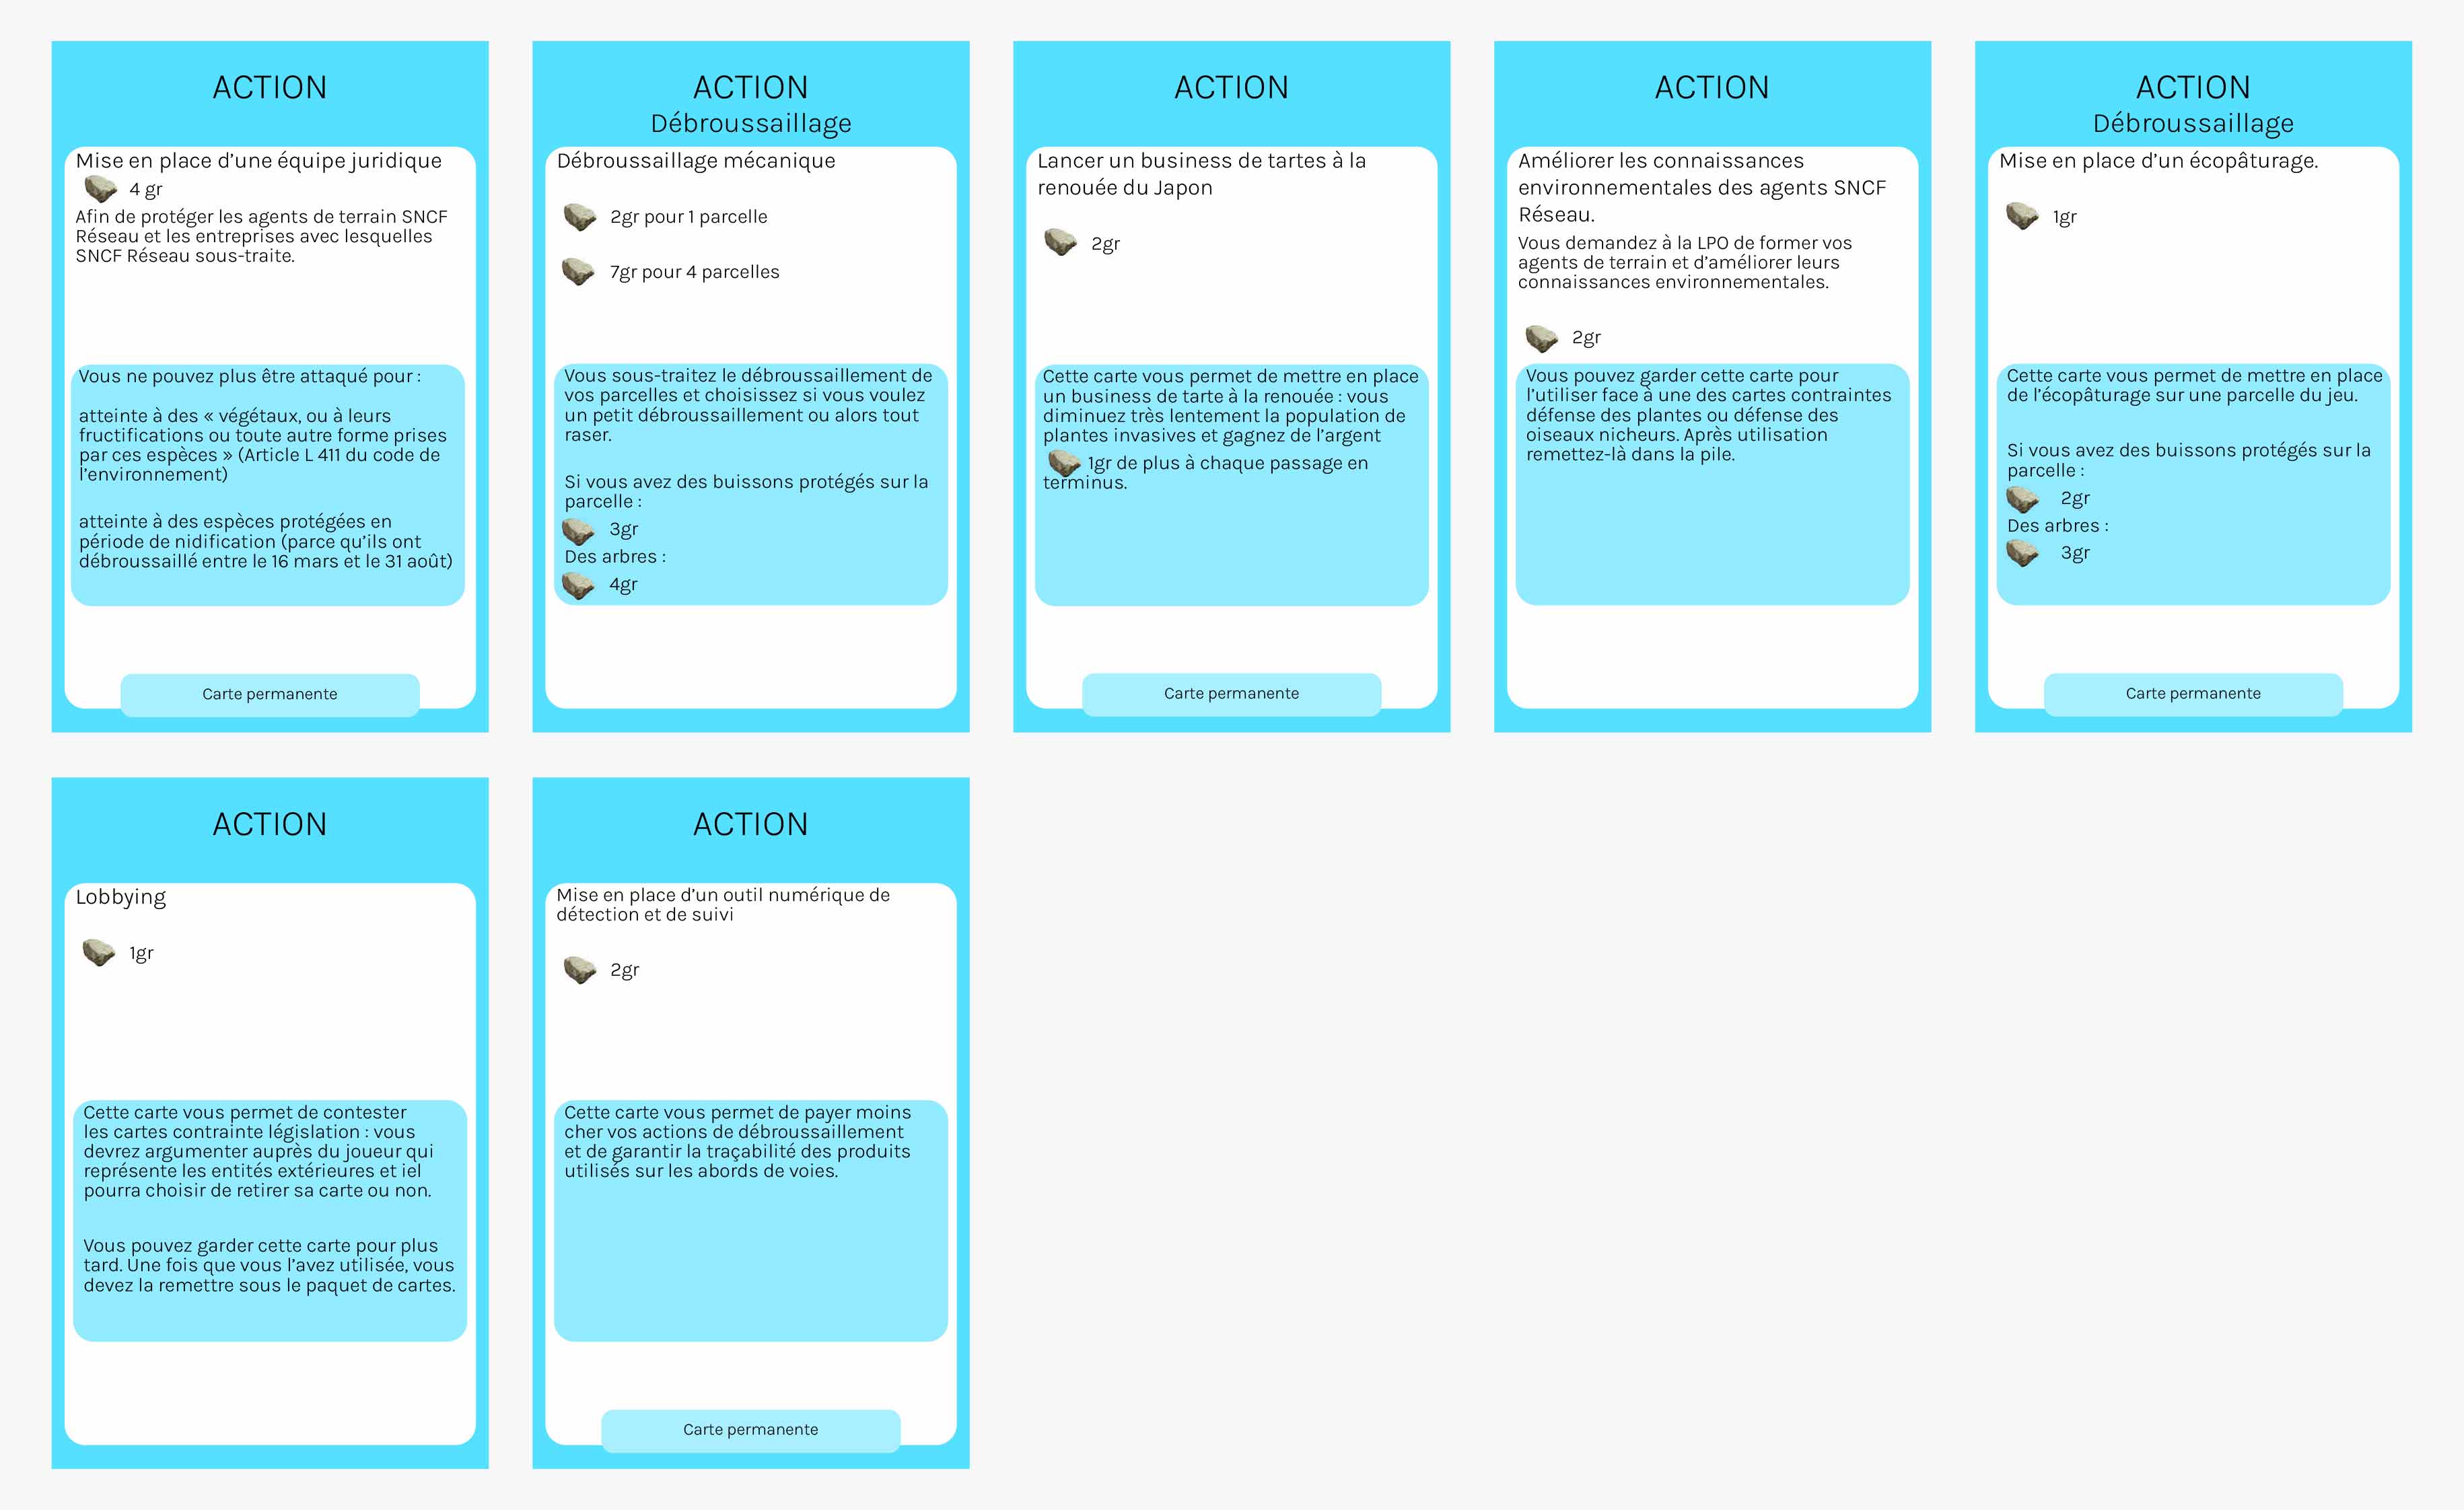 ACTION
Mise en place d’une équipe juridique
4 gr
Afin de protéger les agents de terrain SNCF
Réseau et les entreprises avec lesquelles
SNCF Réseau sous-traite.
Vous ne pouvez plus être attaqué pour :
atteinte à des « végétaux, ou à leurs
fructifications ou toute autre forme prises
par ces espèces » (Article L 411 du code de
l’environnement)
atteinte à des espèces protégées en
période de nidification (parce qu’ils ont
débroussaillé entre le 16 mars et le 31 août)
Carte permanente
ACTION
Débroussaillage
Débroussaillage mécanique
2gr pour 1 parcelle
7gr pour 4 parcelles
Vous sous-traitez le débroussaillement de
vos parcelles et choisissez si vous voulez
un petit débroussaillement ou alors tout
raser.
Si vous avez des buissons protégés sur la
parcelle :
3gr
Des arbres :
4gr
ACTION
Lancer un business de tartes à la
renouée du Japon
2gr
Cette carte vous permet de mettre en place
un business de tarte à la renouée : vous
diminuez très lentement la population de
plantes invasives et gagnez de l’argent
1gr de plus à chaque passage en
terminus.
Carte permanente
ACTION
Améliorer les connaissances
environnementales des agents SNCF
Réseau.
Vous demandez à la LPO de former vos
agents de terrain et d’améliorer leurs
connaissances environnementales.
2gr
Vous pouvez garder cette carte pour
l’utiliser face à une des cartes contraintes
défense des plantes ou défense des
oiseaux nicheurs. Après utilisation
remettez-là dans la pile.
ACTION
Débroussaillage
Mise en place d’un écopâturage.
1gr
Cette carte vous permet de mettre en place
de l’écopâturage sur une parcelle du jeu.
Si vous avez des buissons protégés sur la
parcelle :
2gr
Des arbres :
3gr
Carte permanente
ACTION
Lobbying
1gr
Cette carte vous permet de contester
les cartes contrainte législation : vous
devrez argumenter auprès du joueur qui
représente les entités extérieures et iel
pourra choisir de retirer sa carte ou non.
Vous pouvez garder cette carte pour plus
tard. Une fois que vous l’avez utilisée, vous
devez la remettre sous le paquet de cartes.
ACTION
Mise en place d’un outil numérique de
détection et de suivi
2gr
Cette carte vous permet de payer moins
cher vos actions de débroussaillement
et de garantir la traçabilité des produits
utilisés sur les abords de voies.
Carte permanente